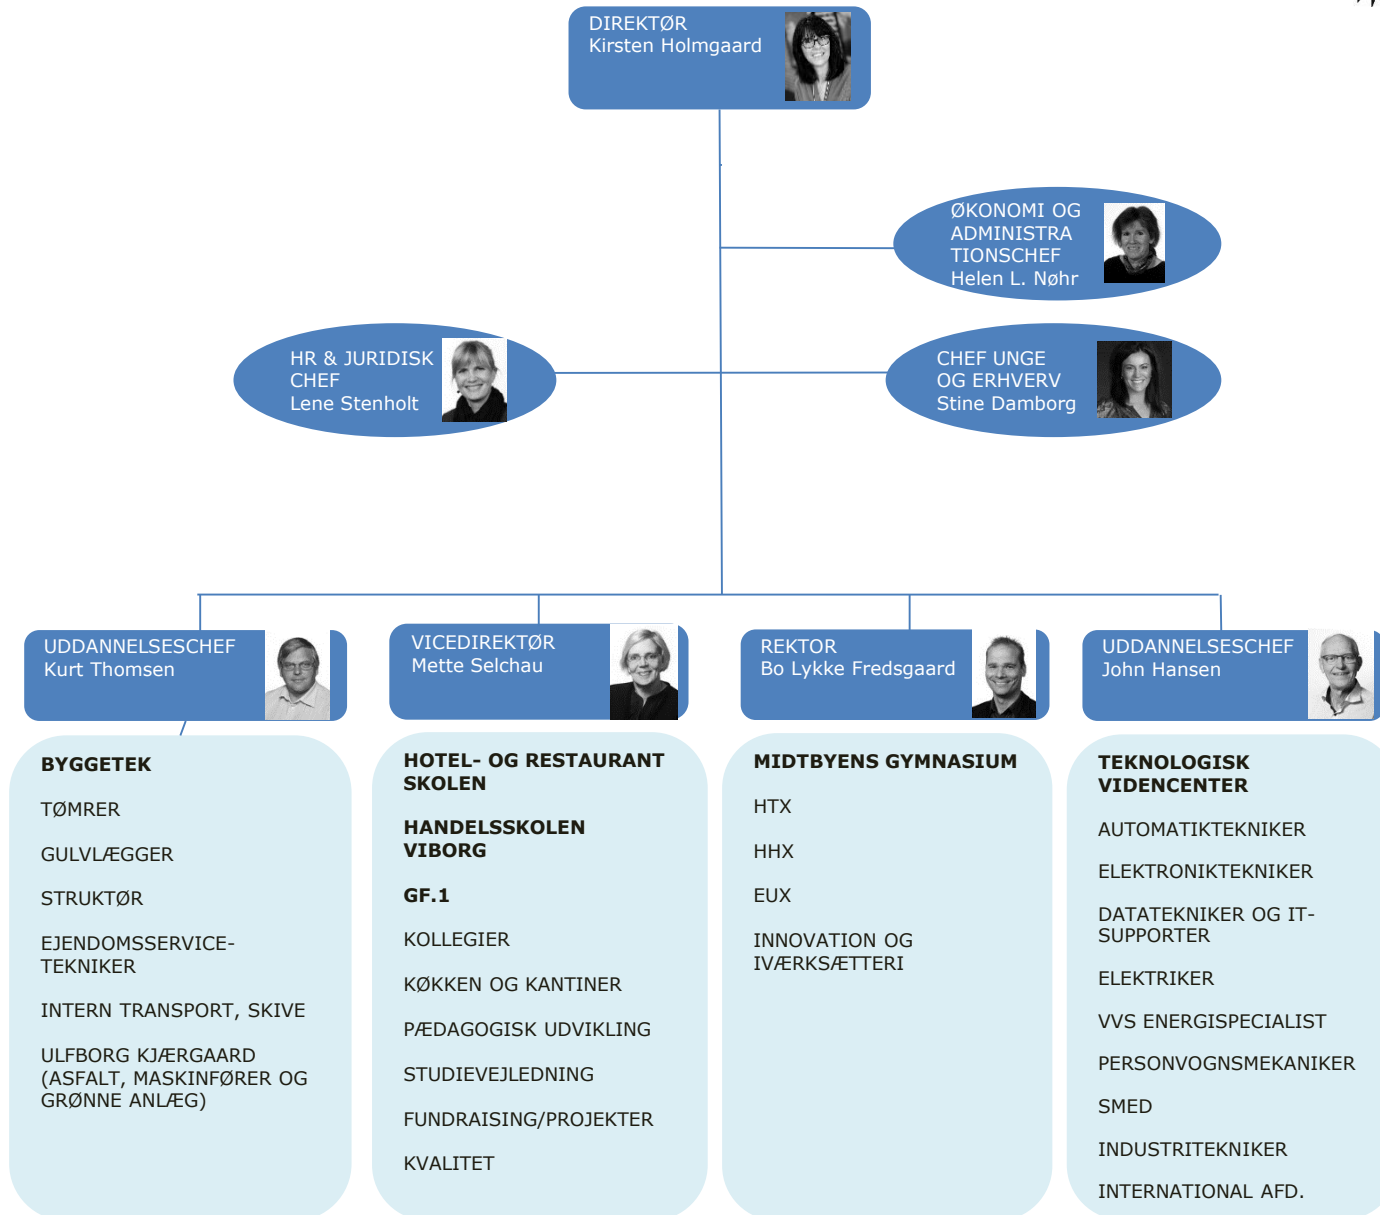 DIREKTØR
Kirsten Holmgaard
ØKONOMI OG
ADMINISTRA
TIONSCHEF
Helen L. Nøhr
HR & JURIDISK
CHEF
Lene Stenholt
CHEF UNGE
OG ERHVERV
Stine Damborg
UDDANNELSESCHEF
Kurt Thomsen
VICEDIREKTØR
Mette Selchau
REKTOR
Bo Lykke Fredsgaard
UDDANNELSESCHEF
John Hansen
BYGGETEK
TØMRER
GULVLÆGGER
STRUKTØR
EJENDOMSSERVICE-
TEKNIKER
INTERN TRANSPORT, SKIVE
ULFBORG KJÆRGAARD
(ASFALT, MASKINFØRER OG
GRØNNE ANLÆG)
HOTEL- OG RESTAURANT
SKOLEN
HANDELSSKOLEN
VIBORG
GF.1
KOLLEGIER
KØKKEN OG KANTINER
PÆDAGOGISK UDVIKLING
STUDIEVEJLEDNING
FUNDRAISING/PROJEKTER
KVALITET
MIDTBYENS GYMNASIUM
HTX
HHX
EUX
INNOVATION OG
IVÆRKSÆTTERI
TEKNOLOGISK
VIDENCENTER
AUTOMATIKTEKNIKER
ELEKTRONIKTEKNIKER
DATATEKNIKER OG IT-
SUPPORTER
ELEKTRIKER
VVS ENERGISPECIALIST
PERSONVOGNSMEKANIKER
SMED
INDUSTRITEKNIKER
INTERNATIONAL AFD.